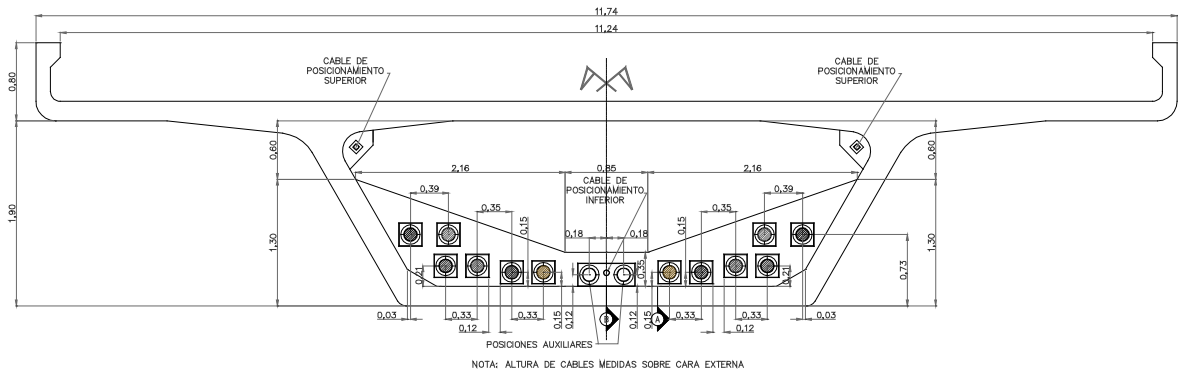 11,74
11,24
CABLE DE
POSICIONAMIENTO
SUPERIOR
CABLE DE
POSICIONAMIENTO
SUPERIOR
0,80
1,90
0,60
1,30
2,16
0,85
2,16
CABLE DE
POSICIONAMIENTO
INFERIOR
0,60
1,30
0,39
0,35
0,15
0,18
0,18
0,15
0,35
0,39
0,35
0,73
0,21
0,21
0,03
0,33
0,12
0,33
0,15
0,12
0,12
0,15
B
A
0,33
0,33
0,12
0,03
POSICIONES AUXILIARES
NOTA: ALTURA DE CABLES MEDIDAS SOBRE CARA EXTERNA